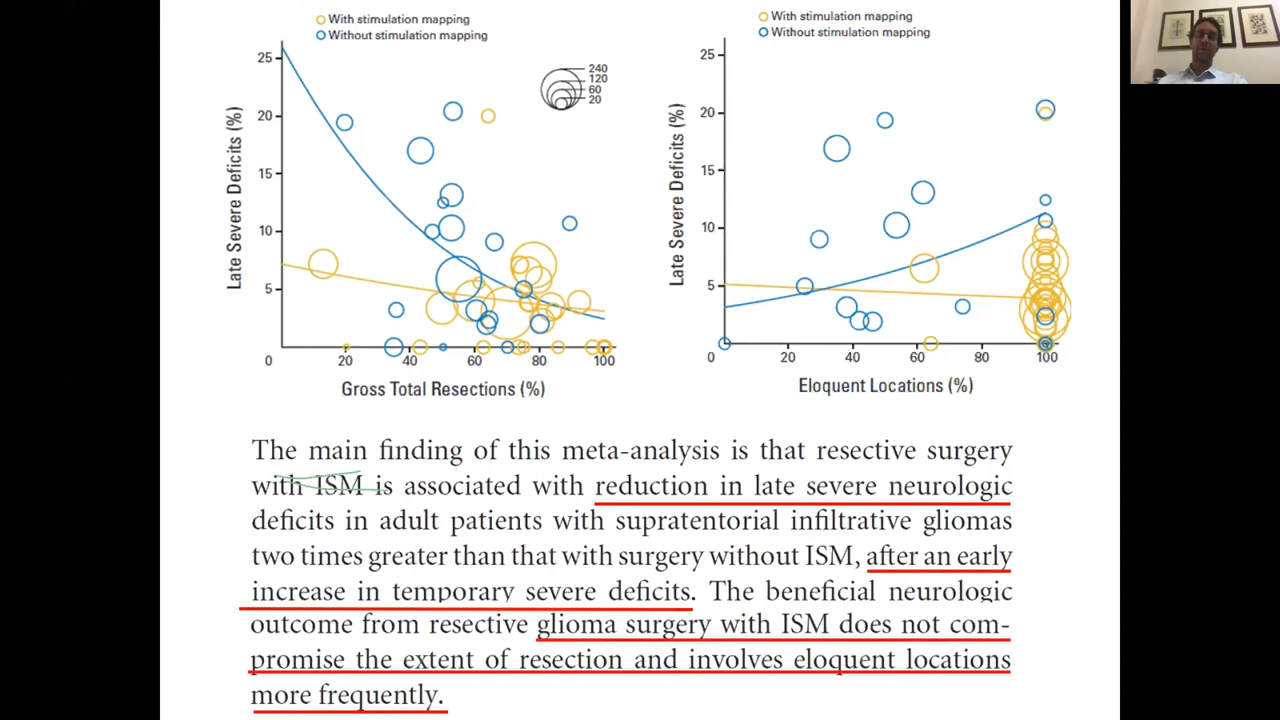 With stimulation mapping
Without stimulation mapping
240
120
60
20
25
20
15
10
5
0
20
40
60
80
100
Late Severe Deficits (%)
Gross Total Resections (%)
With stimulation mapping
Without stimulation mapping
25
20
15
10
5
0
20
40
60
80
100
Late Severe Deficits (%)
Eloquent Locations (%)
The main finding of this meta-analysis is that resective surgery
with ISM is associated with reduction in late severe neurologic
deficits in adult patients with supratentorial infiltrative gliomas
two times greater than that with surgery without ISM, after an early
increase in temporary severe deficits. The beneficial neurologic
outcome from resective glioma surgery with ISM does not com-
promise the extent of resection and involves eloquent locations
more frequently.